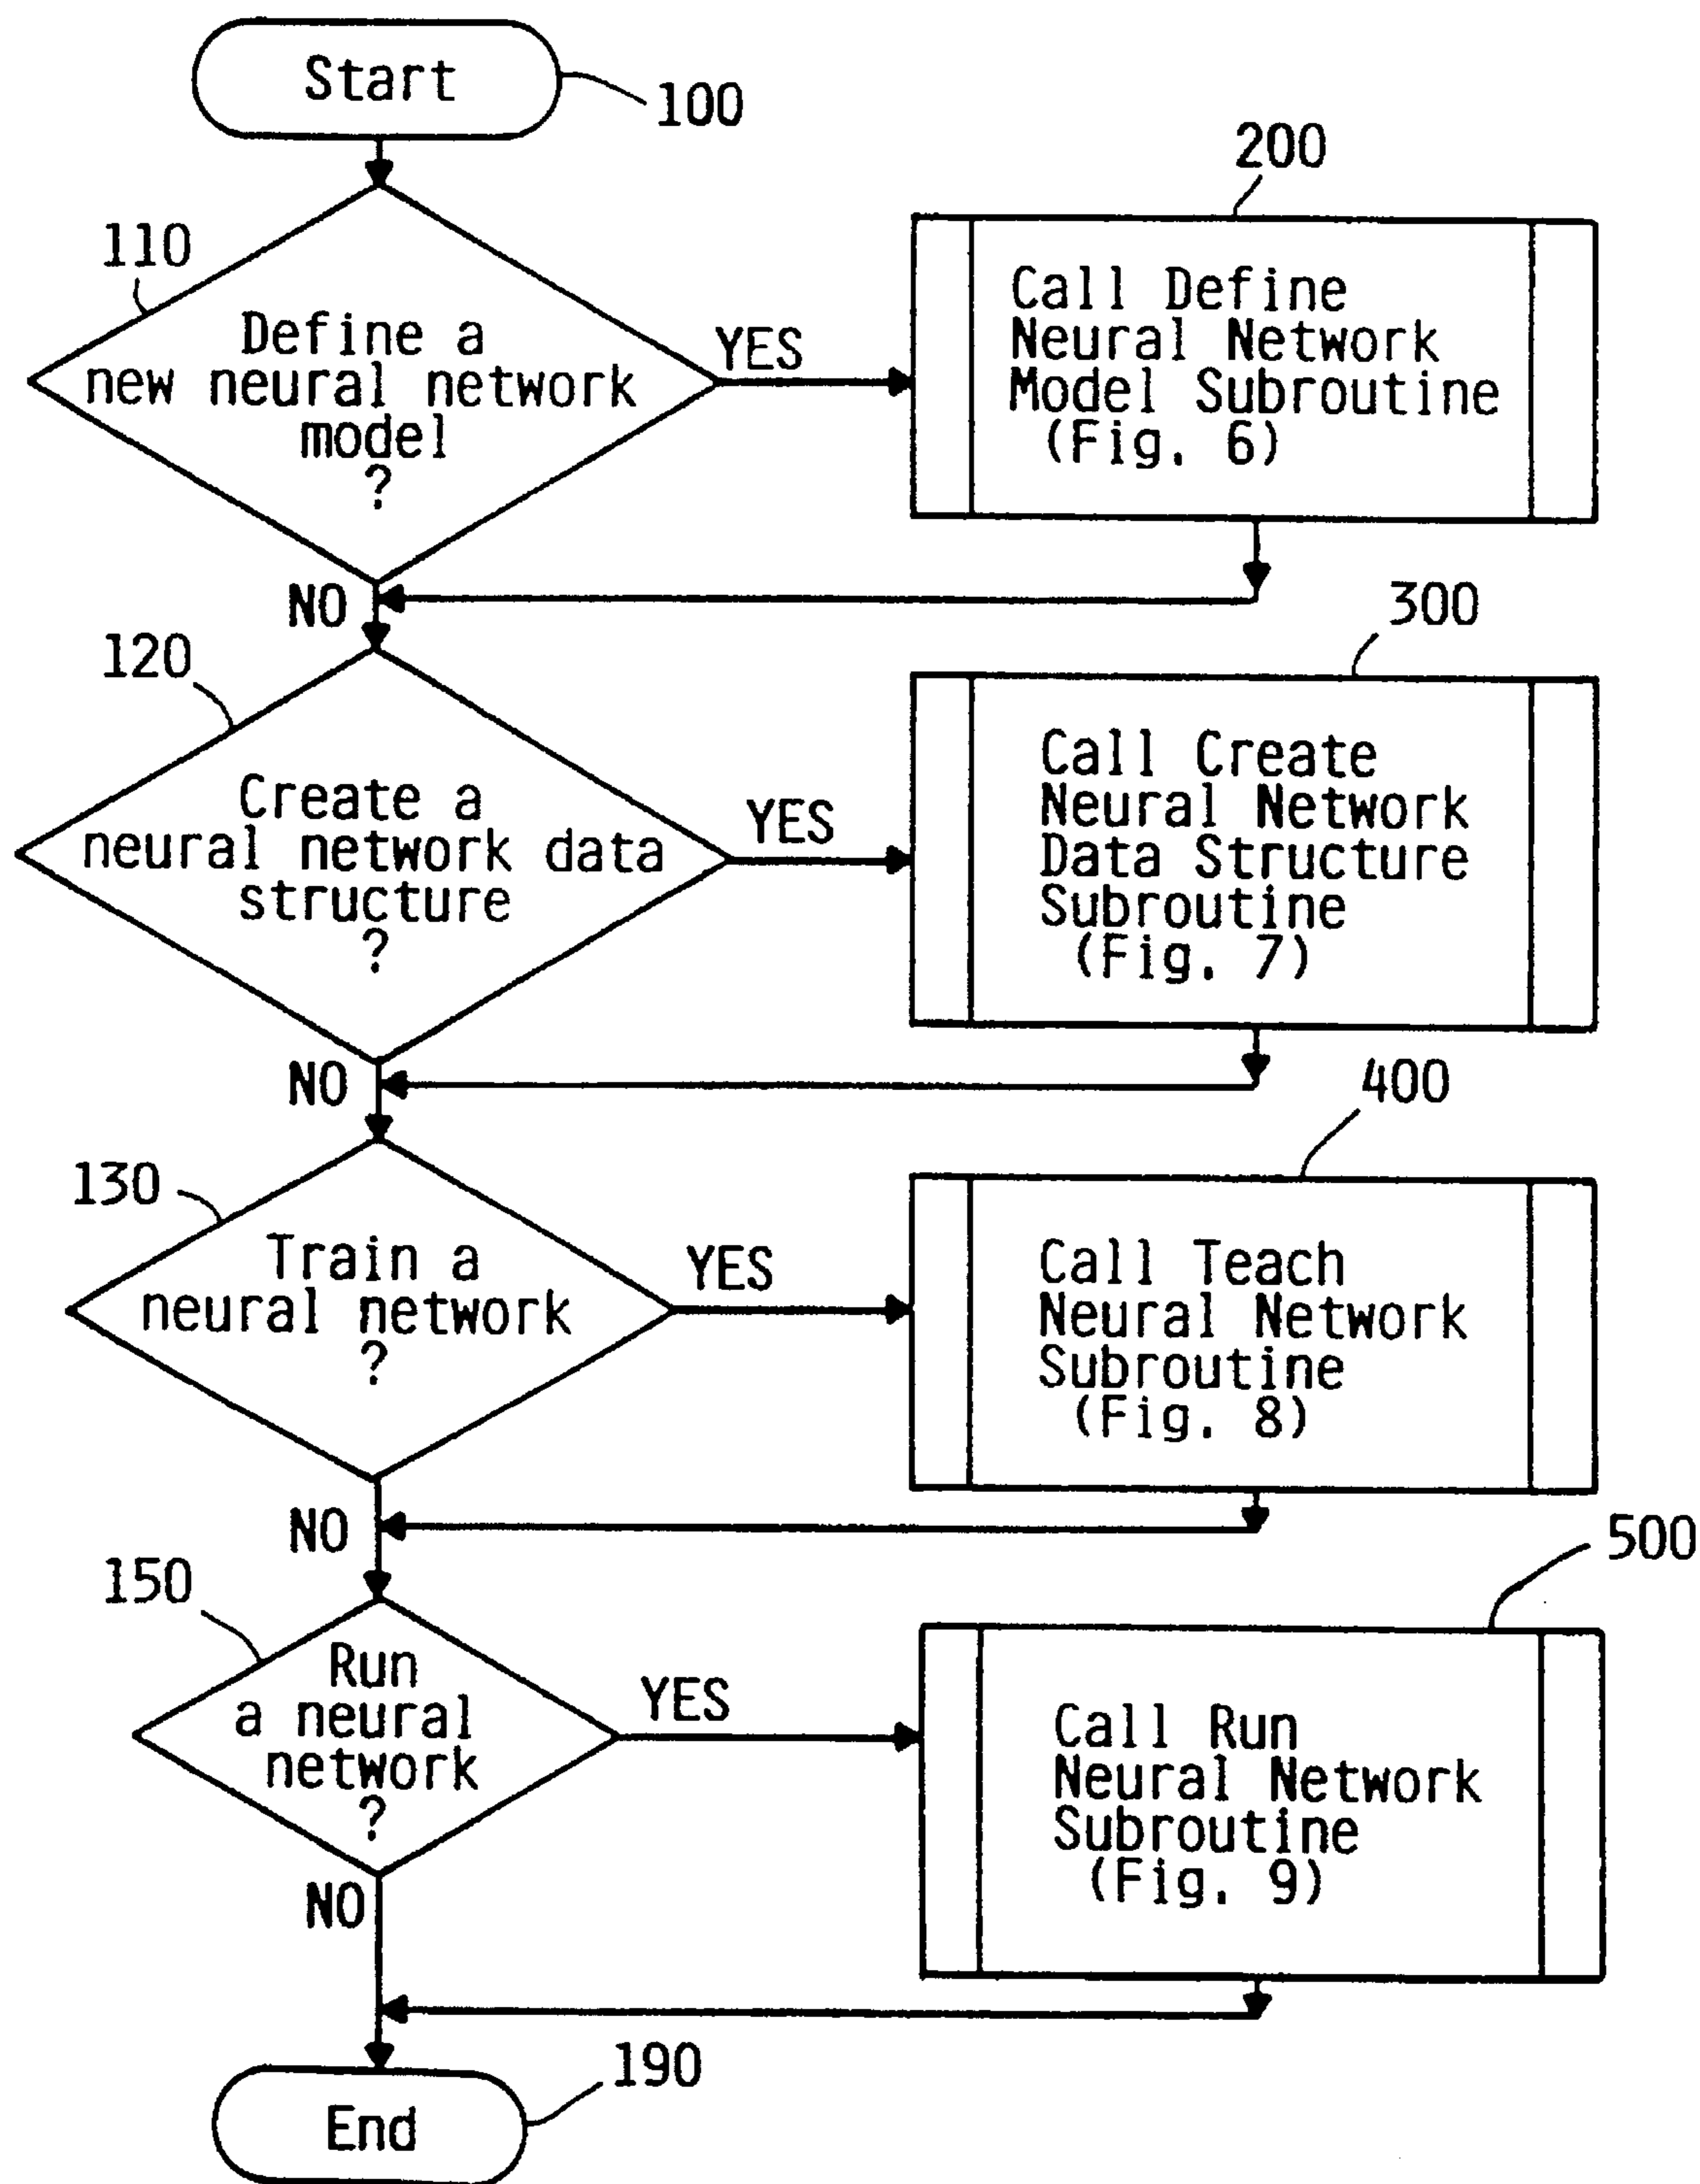 Start
100
110
Define a
new neural network
model
?
YES
NO
200
Call Define
Neural Network
Model Subroutine
(Fig. 6)
120
Create a
neural network data
structure
?
YES
NO
300
Call Create
Neural Network
Data Structure
Subroutine
(Fig. 7)
130
Train a
neural network
?
YES
NO
400
Call Teach
Neural Network
Subroutine
(Fig. 8)
150
Run
a neural
network
?
YES
NO
500
Call Run
Neural Network
Subroutine
(Fig. 9)
End
190